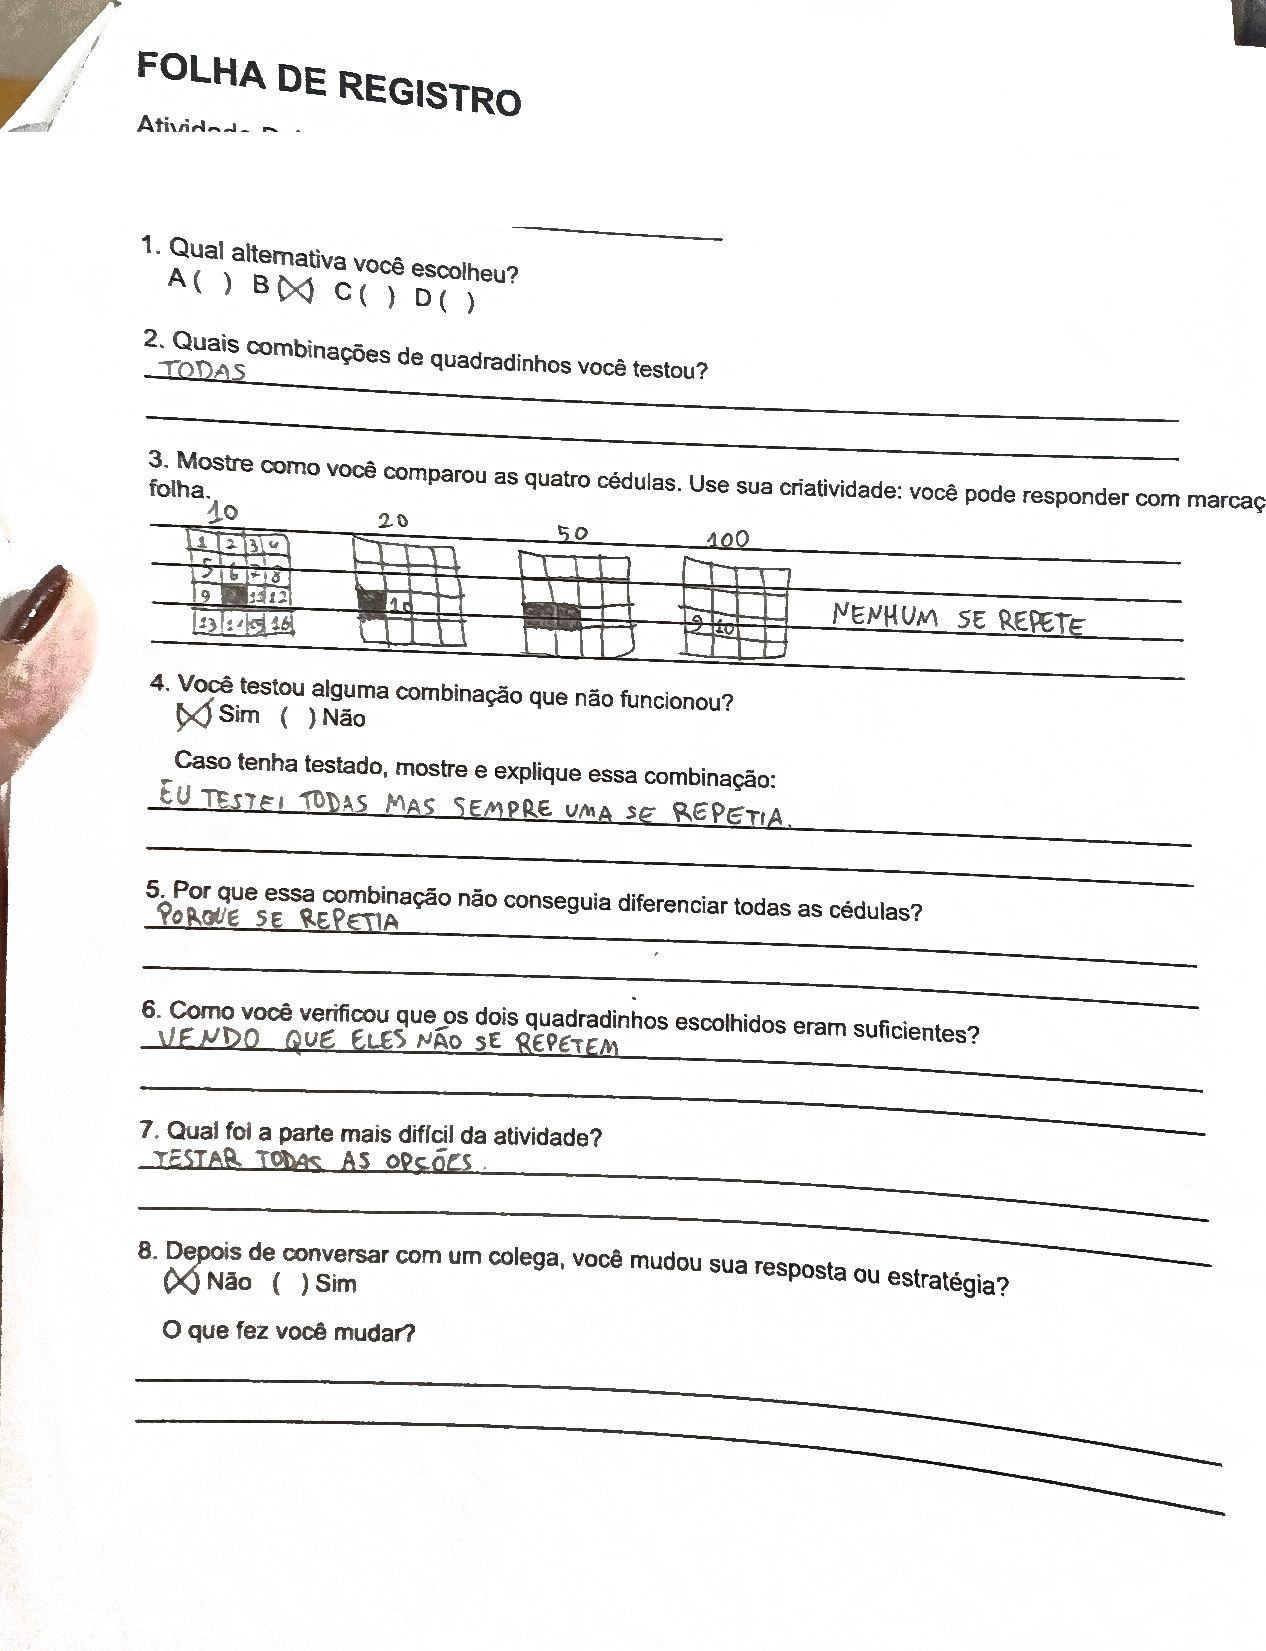 FOLHA DE REGISTRO
1. Qual alternativa você escolheu?
A ( ) B (X) C ( ) D ( )
2. Quais combinações de quadradinhos você testou?
TODAS
3. Mostre como você comparou as quatro cédulas. Use sua criatividade: você pode responder com marcaç
folha.
10 20 50 100
1 2 3 4
5 6 7 8
9 11 12 10 9 10 NENHUM SE REPETE
13 14 15 16
4. Você testou alguma combinação que não funcionou?
(X) Sim ( ) Não
Caso tenha testado, mostre e explique essa combinação:
EU TESTEI TODAS MAS SEMPRE UMA SE REPETIA.
5. Por que essa combinação não conseguia diferenciar todas as cédulas?
PORQUE SE REPETIA
6. Como você verificou que os dois quadradinhos escolhidos eram suficientes?
VENDO QUE ELES NÃO SE REPETEM
7. Qual foi a parte mais difícil da atividade?
TESTAR TODAS AS OPSÕES.
8. Depois de conversar com um colega, você mudou sua resposta ou estratégia?
(X) Não ( ) Sim
O que fez você mudar?